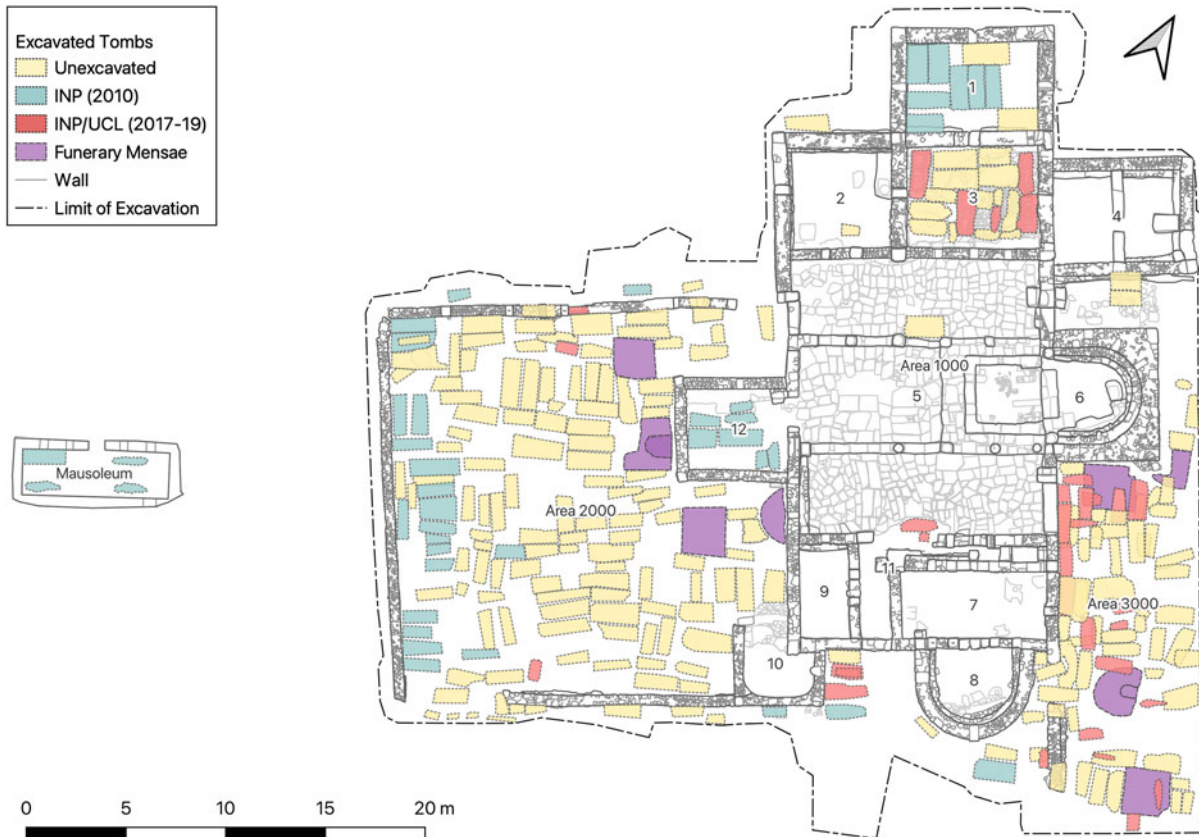 Excavated Tombs
Unexcavated
INP (2010)
INP/UCL (2017-19)
Funerary Mensae
Wall
Limit of Excavation
1
2
3
4
Area 1000
5
6
12
Mausoleum
Area 2000
11
9
7
Area 3000
10
8
0 5 10 15 20 m